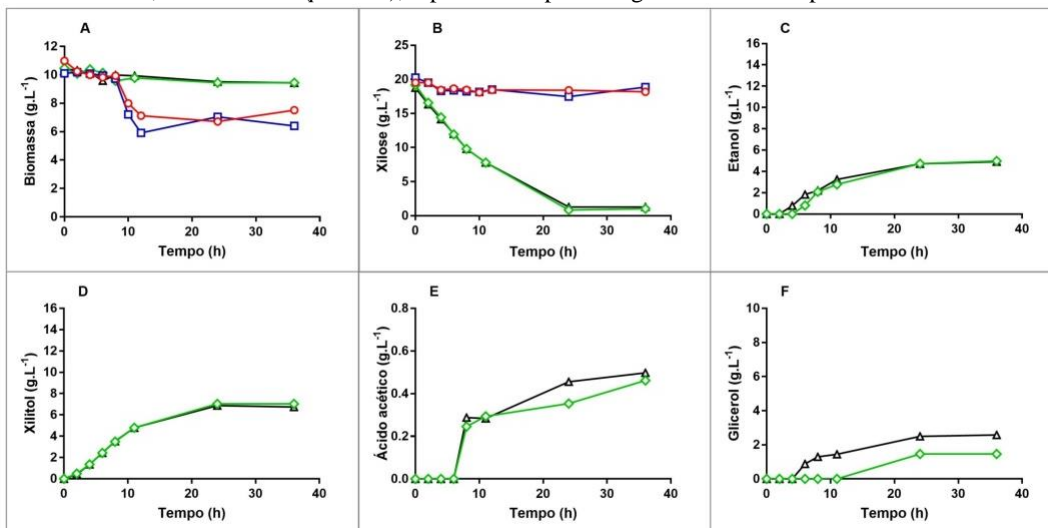 A
Biomassa (g.L-1)
12
10
8
6
4
2
0
0 10 20 30 40
Tempo (h)
B
Xilose (g.L-1)
25
20
15
10
5
0
0 10 20 30 40
Tempo (h)
C
Etanol (g.L-1)
16
14
12
10
8
6
4
2
0
0 10 20 30 40
Tempo (h)
D
Xilitol (g.L-1)
16
14
12
10
8
6
4
2
0
0 10 20 30 40
Tempo (h)
E
Ácido acético (g.L-1)
0.8
0.6
0.4
0.2
0.0
0 10 20 30 40
Tempo (h)
F
Glicerol (g.L-1)
10
8
6
4
2
0
0 10 20 30 40
Tempo (h)